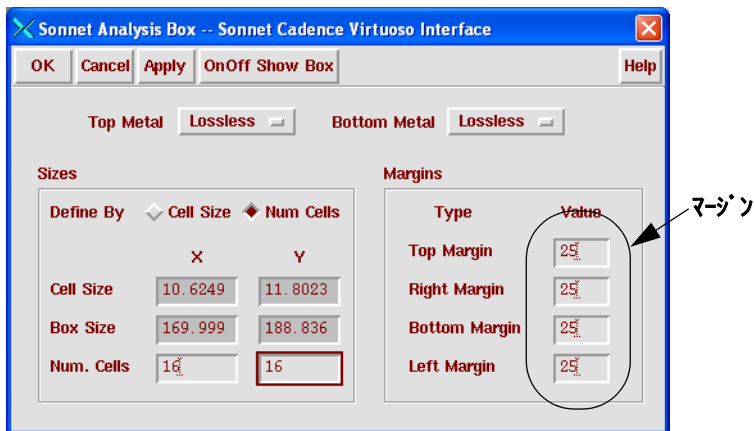 Sonnet Analysis Box -- Sonnet Cadence Virtuoso Interface
OK Cancel Apply OnOff Show Box Help
Top Metal Lossless Bottom Metal Lossless
Sizes
Define By Cell Size Num Cells
X Y
Cell Size 10.6249 11.8023
Box Size 169.999 188.836
Num. Cells 16 16
Margins
Type Value
Top Margin 25
Right Margin 25
Bottom Margin 25
Left Margin 25
マージン